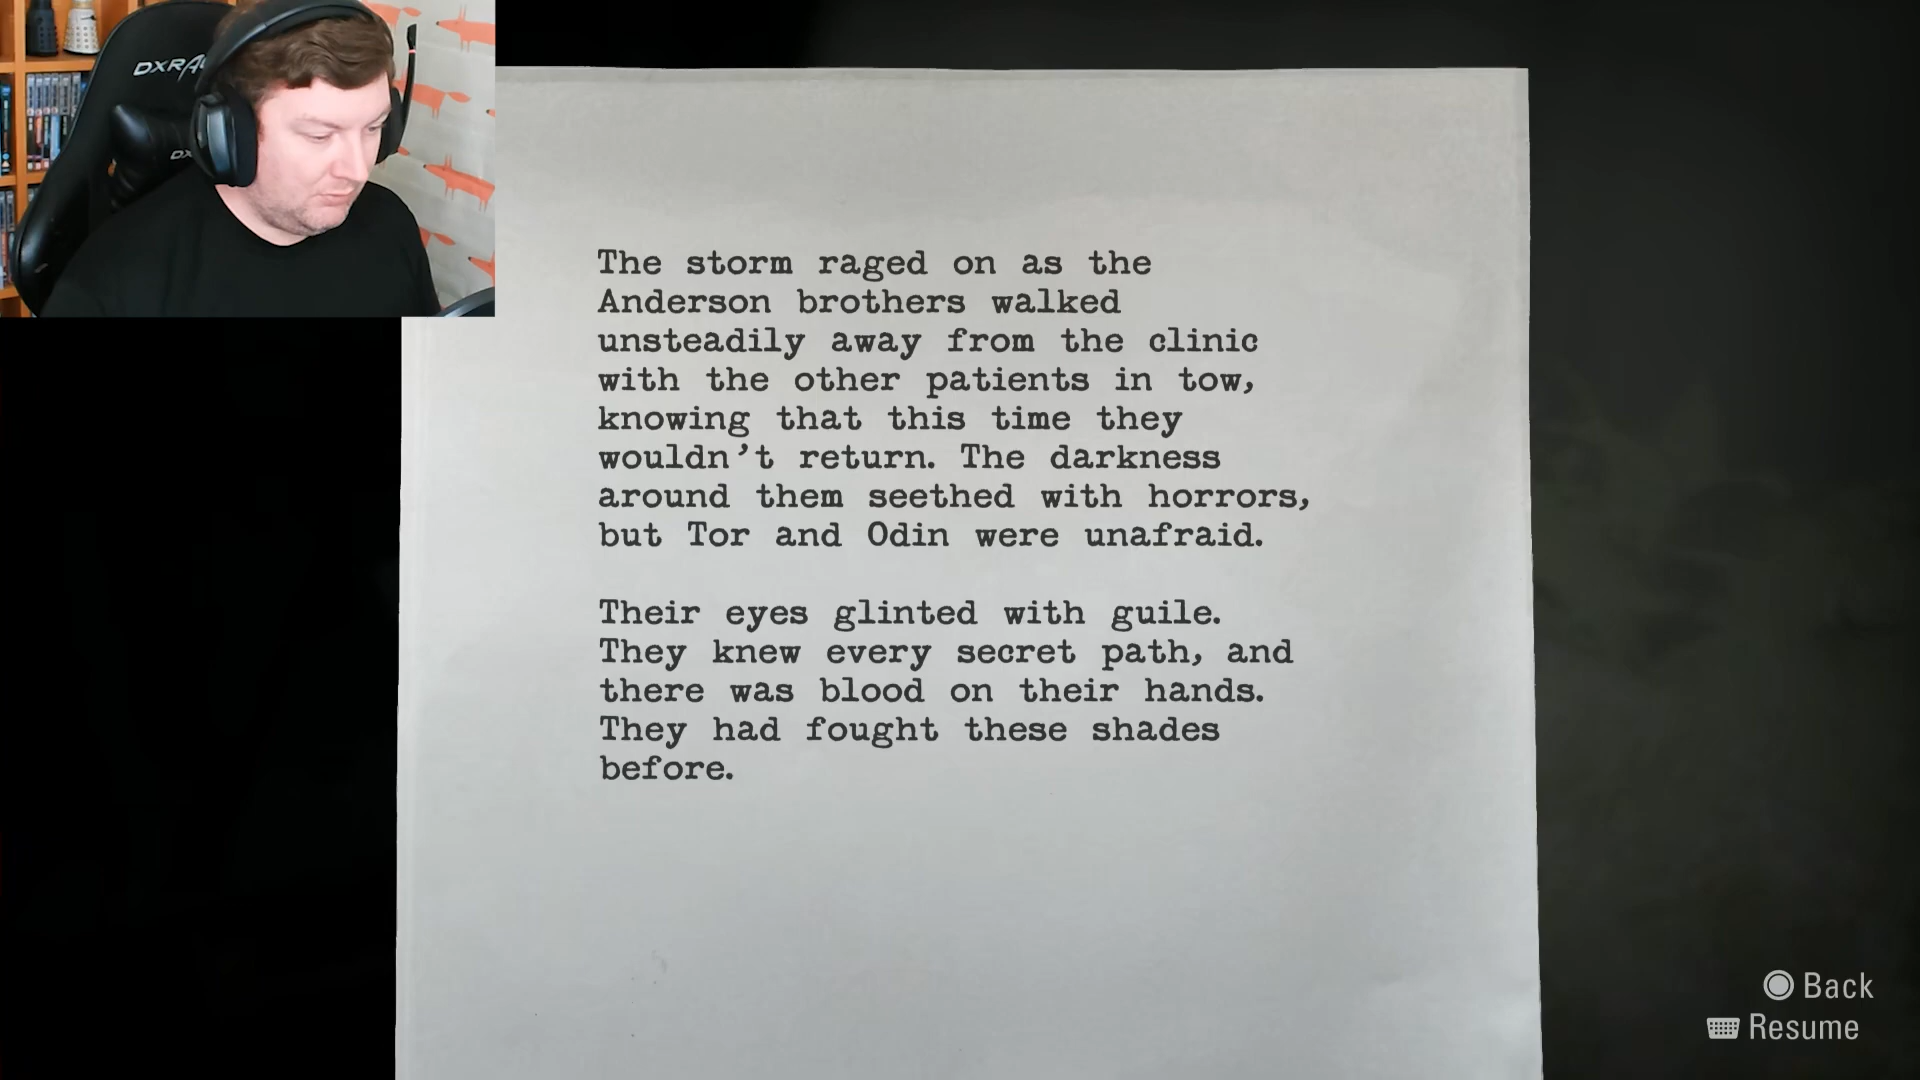 DXRA
DX
The storm raged on as the
Anderson brothers walked
unsteadily away from the clinic
with the other patients in tow,
knowing that this time they
wouldn't return. The darkness
around them seethed with horrors,
but Tor and Odin were unafraid.
Their eyes glinted with guile.
They knew every secret path, and
there was blood on their hands.
They had fought these shades
before.
Back
Resume